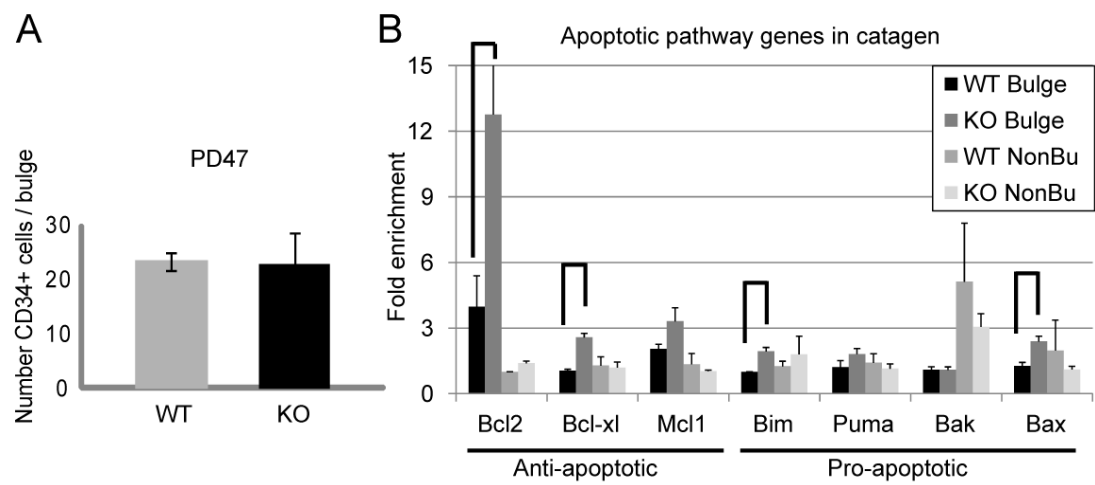 A
PD47
Number CD34+ cells / bulge
30
20
10
0
WT KO
B
Apoptotic pathway genes in catagen
Fold enrichment
15
12
9
6
3
0
WT Bulge
KO Bulge
WT NonBu
KO NonBu
Bcl2 Bcl-xl Mcl1 Bim Puma Bak Bax
Anti-apoptotic Pro-apoptotic